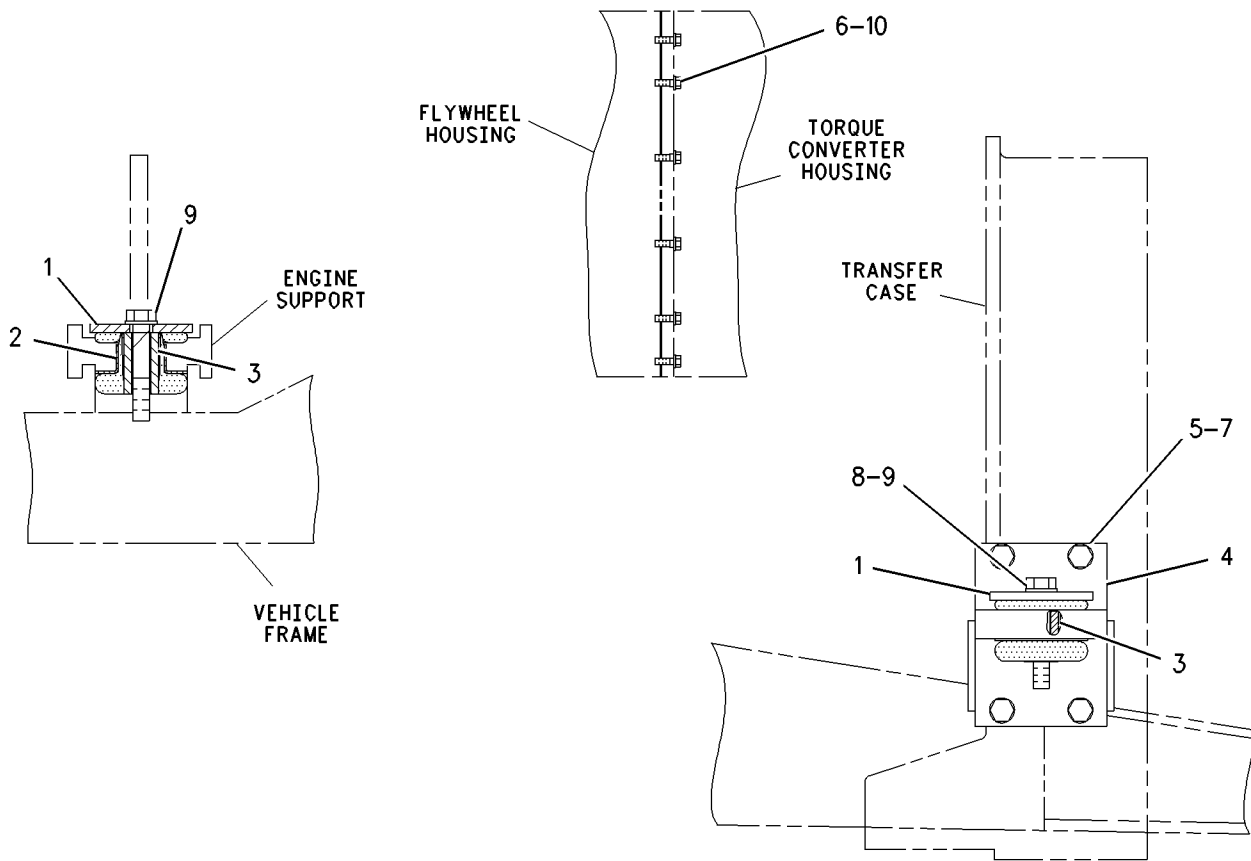 6-10
FLYWHEEL
HOUSING
TORQUE
CONVERTER
HOUSING
9
1
ENGINE
SUPPORT
2
3
TRANSFER
CASE
5-7
8-9
1
4
VEHICLE
FRAME
3